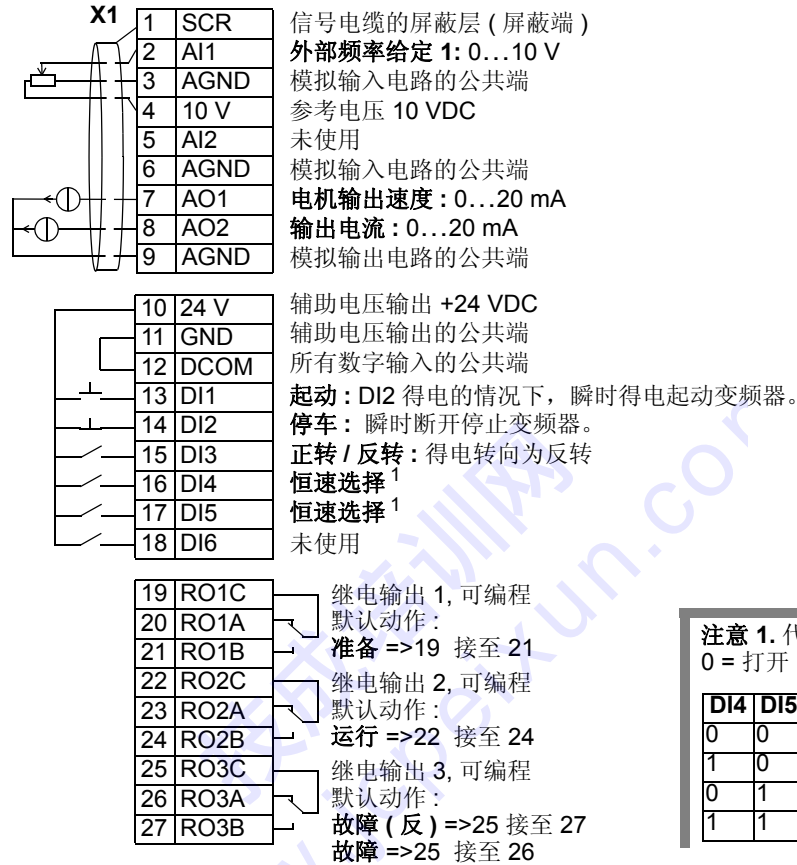 X1
1 SCR 信号电缆的屏蔽层 ( 屏蔽端 )
2 AI1 外部频率给定 1: 0…10 V
3 AGND 模拟输入电路的公共端
4 10 V 参考电压 10 VDC
5 AI2 未使用
6 AGND 模拟输入电路的公共端
7 AO1 电机输出速度 : 0…20 mA
8 AO2 输出电流 : 0…20 mA
9 AGND 模拟输出电路的公共端
10 24 V 辅助电压输出 +24 VDC
11 GND 辅助电压输出的公共端
12 DCOM 所有数字输入的公共端
13 DI1 起动 : DI2 得电的情况下，瞬时得电起动变频器。
14 DI2 停车 : 瞬时断开停止变频器。
15 DI3 正转 / 反转 : 得电转向为反转
16 DI4 恒速选择 1
17 DI5 恒速选择 1
18 DI6 未使用
19 RO1C 继电输出 1, 可编程
20 RO1A 默认动作 :
21 RO1B 准备 =>19 接至 21
22 RO2C 继电输出 2, 可编程
23 RO2A 默认动作 :
24 RO2B 运行 =>22 接至 24
25 RO3C 继电输出 3, 可编程
26 RO3A 默认动作 :
27 RO3B 故障 ( 反 ) =>25 接至 27
故障 =>25 接至 26
注意 1.
0 = 打开
DI4 DI5
0 0
1 0
0 1
1 1
技成培训网
www.jcpeixun.cor